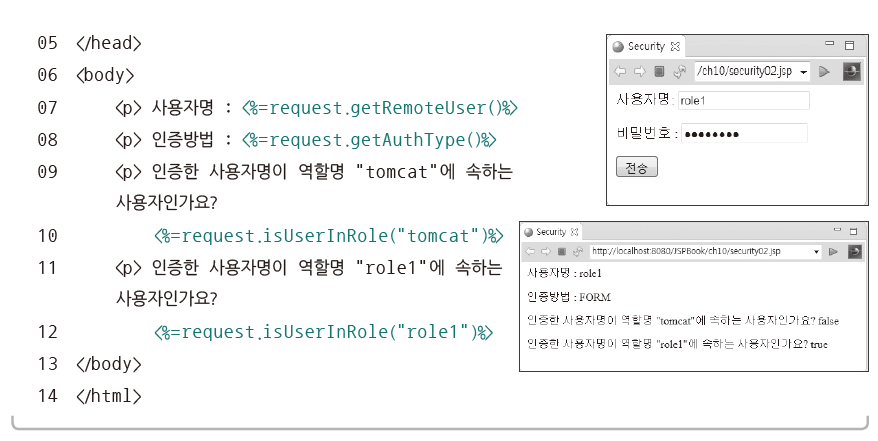 05 </head>
06 <body>
07 <p> 사용자명 : <%=request.getRemoteUser()%>
08 <p> 인증방법 : <%=request.getAuthType()%>
09 <p> 인증한 사용자명이 역할명 "tomcat"에 속하는
사용자인가요?
10 <%=request.isUserInRole("tomcat")%>
11 <p> 인증한 사용자명이 역할명 "role1"에 속하는
사용자인가요?
12 <%=request.isUserInRole("role1")%>
13 </body>
14 </html>
Security
/ch10/security02.jsp
사용자명: role1
비밀번호 : ●●●●●●●●
전송
Security
http://localhost:8080/JSPBook/ch10/security02.jsp
사용자명 : role1
인증방법 : FORM
인증한 사용자명이 역할명 "tomcat"에 속하는 사용자인가요? false
인증한 사용자명이 역할명 "role1"에 속하는 사용자인가요? true